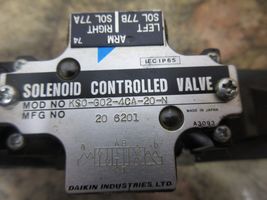 74
ARM
RIGHT
SOL 77A
LEFT
SOL 77B
IEC IP65
SOLENOID CONTROLLED VALVE
MOD NO KSO-G02-4CA-20-N
MADE IN JAPAN
MFG NO 20 6201
A3093
A B
DAIKIN INDUSTRIES, LTD.